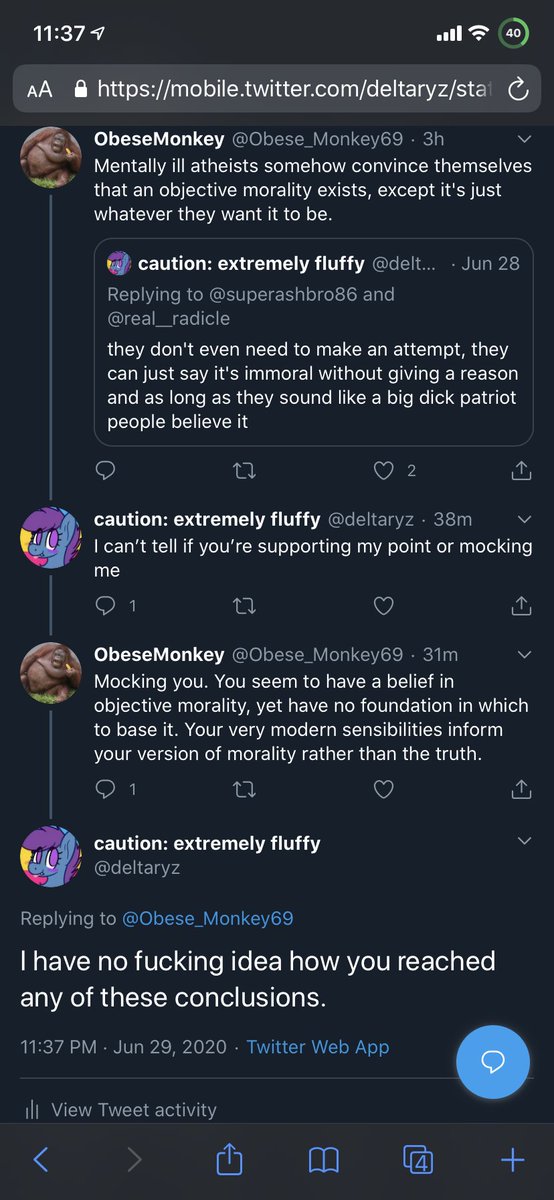 11:37
40
AA https://mobile.twitter.com/deltaryz/stat
ObeseMonkey @Obese_Monkey69 · 3h
Mentally ill atheists somehow convince themselves
that an objective morality exists, except it's just
whatever they want it to be.
caution: extremely fluffy @delt... · Jun 28
Replying to @superashbro86 and
@real__radicle
they don't even need to make an attempt, they
can just say it's immoral without giving a reason
and as long as they sound like a big dick patriot
people believe it
2
caution: extremely fluffy @deltaryz · 38m
I can’t tell if you’re supporting my point or mocking
me
1
ObeseMonkey @Obese_Monkey69 · 31m
Mocking you. You seem to have a belief in
objective morality, yet have no foundation in which
to base it. Your very modern sensibilities inform
your version of morality rather than the truth.
1
caution: extremely fluffy
@deltaryz
Replying to @Obese_Monkey69
I have no fucking idea how you reached
any of these conclusions.
11:37 PM · Jun 29, 2020 · Twitter Web App
View Tweet activity
4